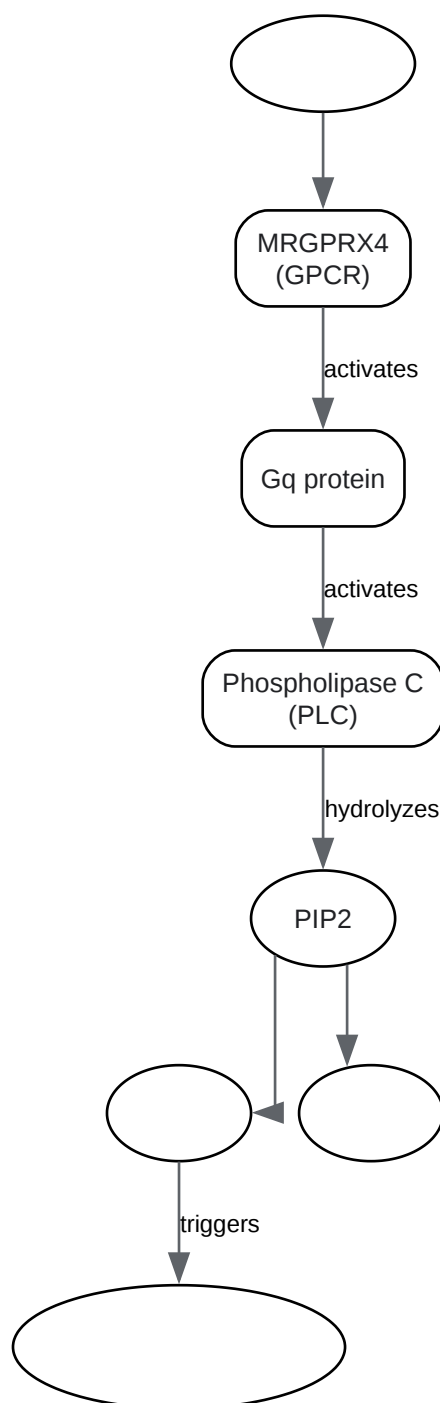 MRGPRX4
(GPCR)
activates
Gq protein
activates
Phospholipase C
(PLC)
hydrolyzes
PIP2
triggers